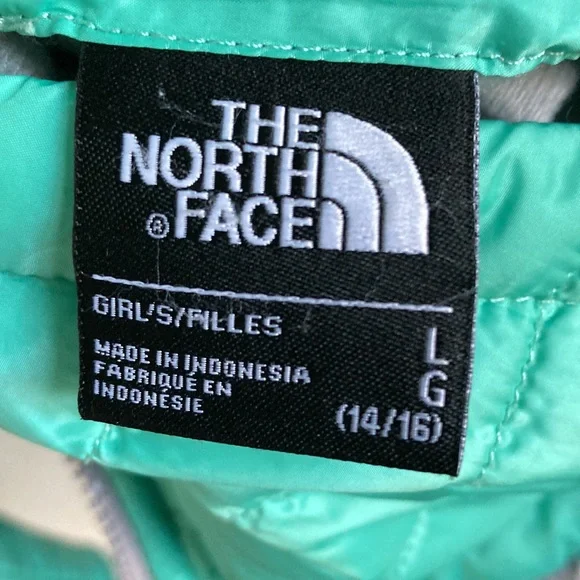 THE
NORTH
® FACE
GIRL'S/FILLES L
G
MADE IN INDONESIA
FABRIQUÉ EN
INDONÉSIE (14/16)